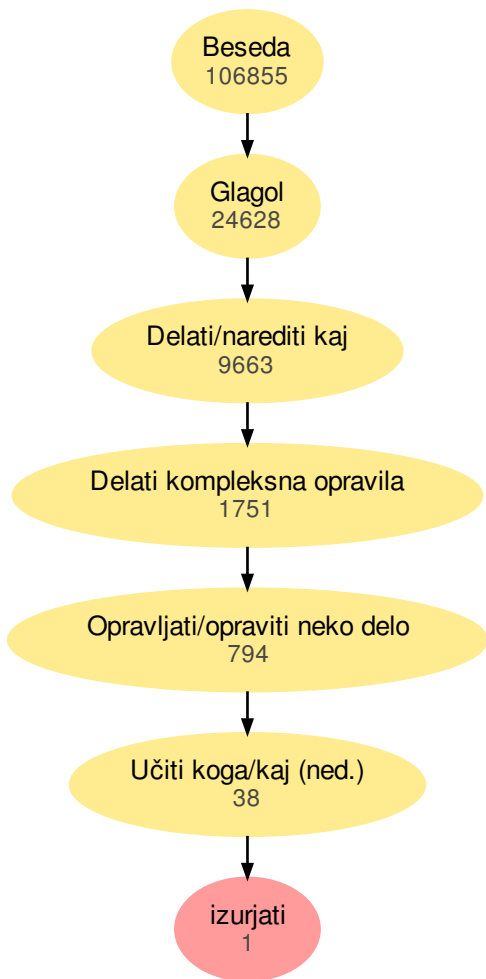 Beseda
106855
Glagol
24628
Delati/narediti kaj
9663
Delati kompleksna opravila
1751
Opravljati/opraviti neko delo
794
Učiti koga/kaj (ned.)
38
izurjati
1